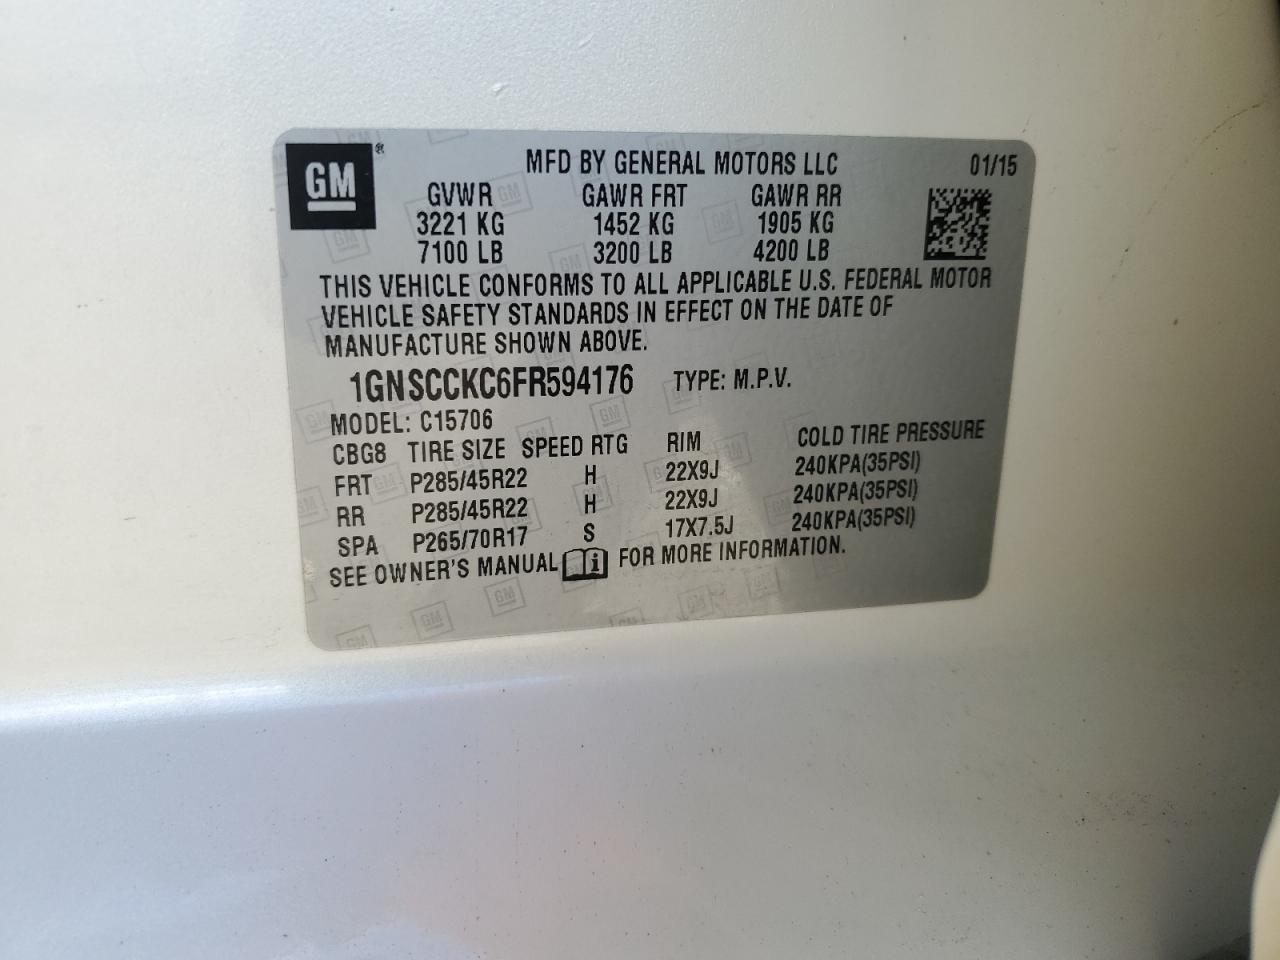 GM®
MFD BY GENERAL MOTORS LLC 01/15
GVWR GAWR FRT GAWR RR
3221 KG 1452 KG 1905 KG
7100 LB 3200 LB 4200 LB
THIS VEHICLE CONFORMS TO ALL APPLICABLE U.S. FEDERAL MOTOR
VEHICLE SAFETY STANDARDS IN EFFECT ON THE DATE OF
MANUFACTURE SHOWN ABOVE.
1GNSCCKC6FR594176 TYPE: M.P.V.
MODEL: C15706
CBG8 TIRE SIZE SPEED RTG RIM COLD TIRE PRESSURE
FRT P285/45R22 H 22X9J 240KPA(35PSI)
RR P285/45R22 H 22X9J 240KPA(35PSI)
SPA P265/70R17 S 17X7.5J 240KPA(35PSI)
SEE OWNER'S MANUAL i FOR MORE INFORMATION.